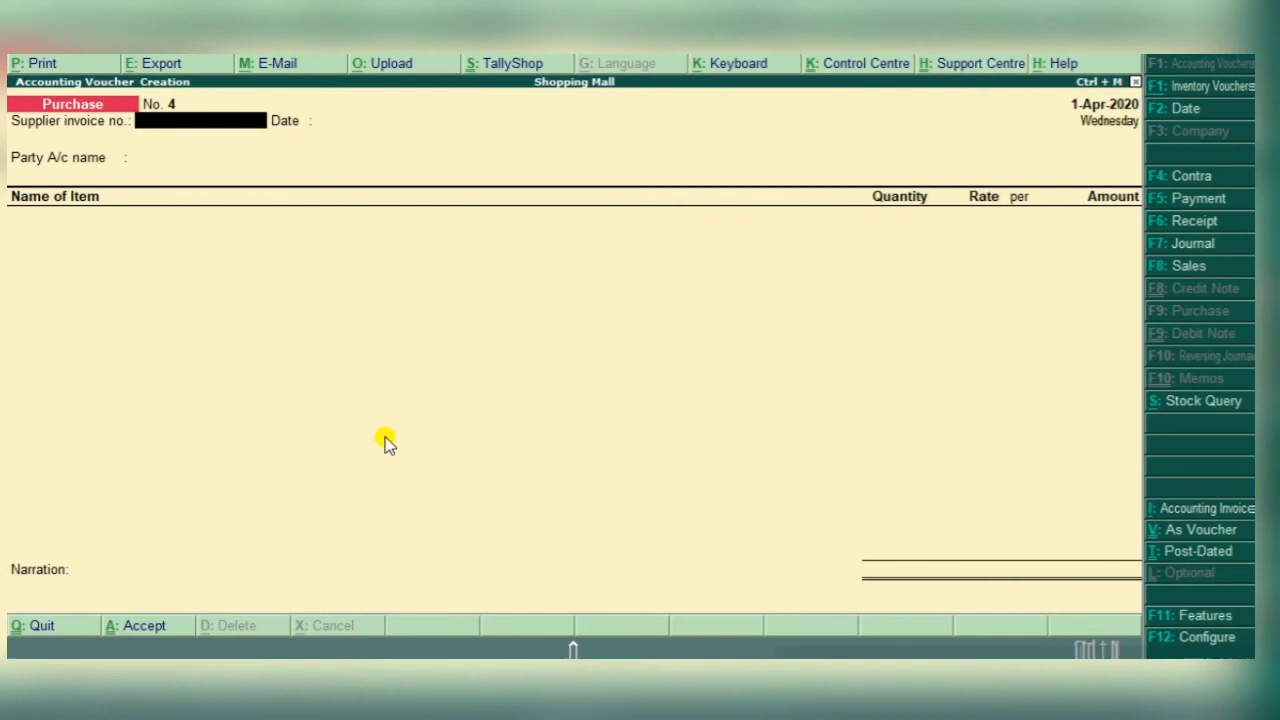 P: Print E: Export M: E-Mail O: Upload S: TallyShop G: Language K: Keyboard K: Control Centre H: Support Centre H: Help
Accounting Voucher Creation Shopping Mall Ctrl + M
Purchase No. 4 1-Apr-2020
Supplier invoice no.: Date : Wednesday
Party A/c name :
Name of Item Quantity Rate per Amount
Narration:
Q: Quit A: Accept D: Delete X: Cancel
F1: Accounting Vouchers
F1: Inventory Vouchers
F2: Date
F3: Company
F4: Contra
F5: Payment
F6: Receipt
F7: Journal
F8: Sales
F8: Credit Note
F9: Purchase
F9: Debit Note
F10: Reversing
F10: Memos
S: Stock Query
I: Accounting Invoice
V: As Voucher
T: Post-Dated
L: Optional
F11: Features
F12: Configure